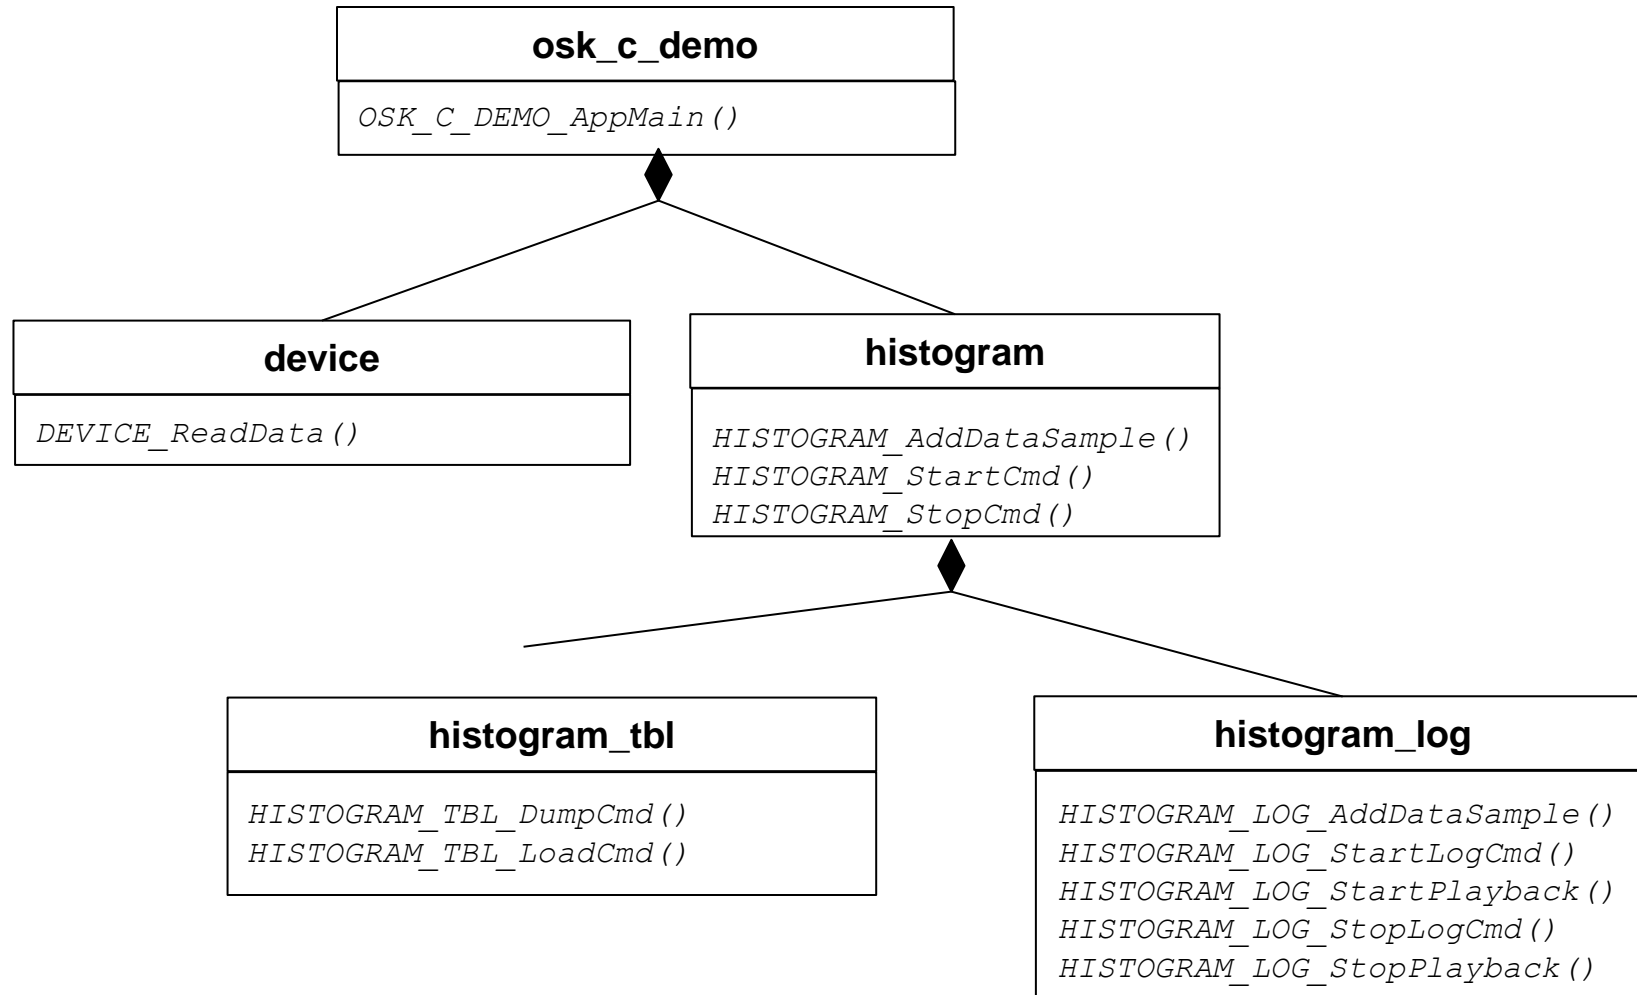 osk_c_demo
OSK_C_DEMO_AppMain()
device
DEVICE_ReadData()
histogram
HISTOGRAM_AddDataSample()
HISTOGRAM_StartCmd()
HISTOGRAM_StopCmd()
histogram_tbl
HISTOGRAM_TBL_DumpCmd()
HISTOGRAM_TBL_LoadCmd()
histogram_log
HISTOGRAM_LOG_AddDataSample()
HISTOGRAM_LOG_StartLogCmd()
HISTOGRAM_LOG_StartPlayback()
HISTOGRAM_LOG_StopLogCmd()
HISTOGRAM_LOG_StopPlayback()